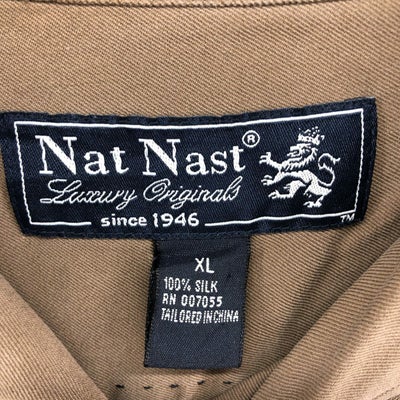 Nat Nast®
Luxury Originals
since 1946
TM
XL
100% SILK
RN 007055
TAILORED IN CHINA